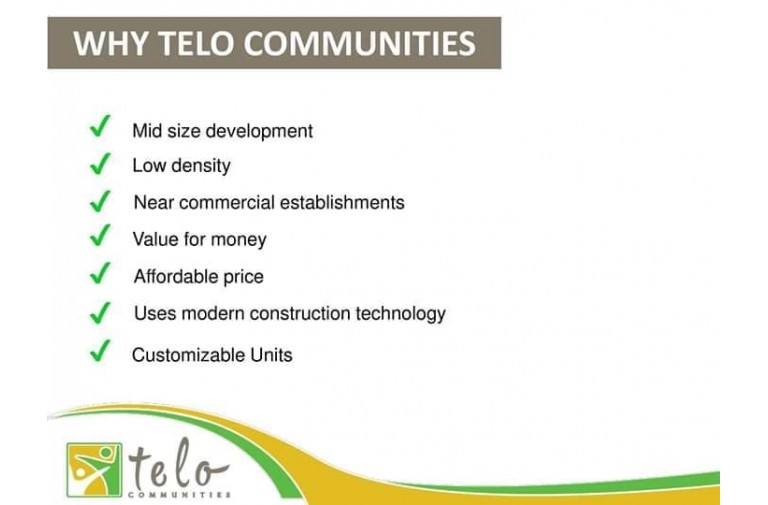 WHY TELO COMMUNITIES
Mid size development
Low density
Near commercial establishments
Value for money
Affordable price
Uses modern construction technology
Customizable Units
telo
COMMUNITIES